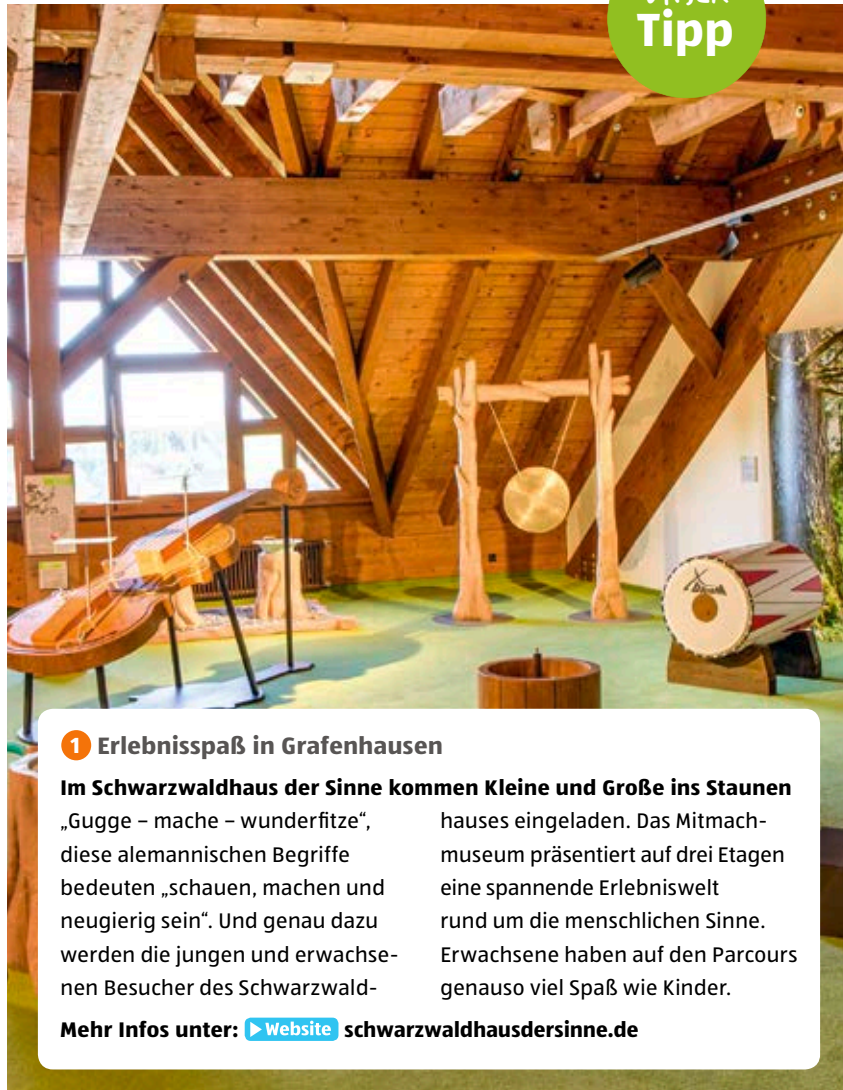 Tipp
1 Erlebnisspaß in Grafenhausen
Im Schwarzwaldhaus der Sinne kommen Kleine und Große ins Staunen
„Gugge – mache – wunderfitze“,
diese alemannischen Begriffe
bedeuten „schauen, machen und
neugierig sein“. Und genau dazu
werden die jungen und erwachse-
nen Besucher des Schwarzwald-
hauses eingeladen. Das Mitmach-
museum präsentiert auf drei Etagen
eine spannende Erlebniswelt
rund um die menschlichen Sinne.
Erwachsene haben auf den Parcours
genauso viel Spaß wie Kinder.
Mehr Infos unter: Website schwarzwaldhausdersinne.de